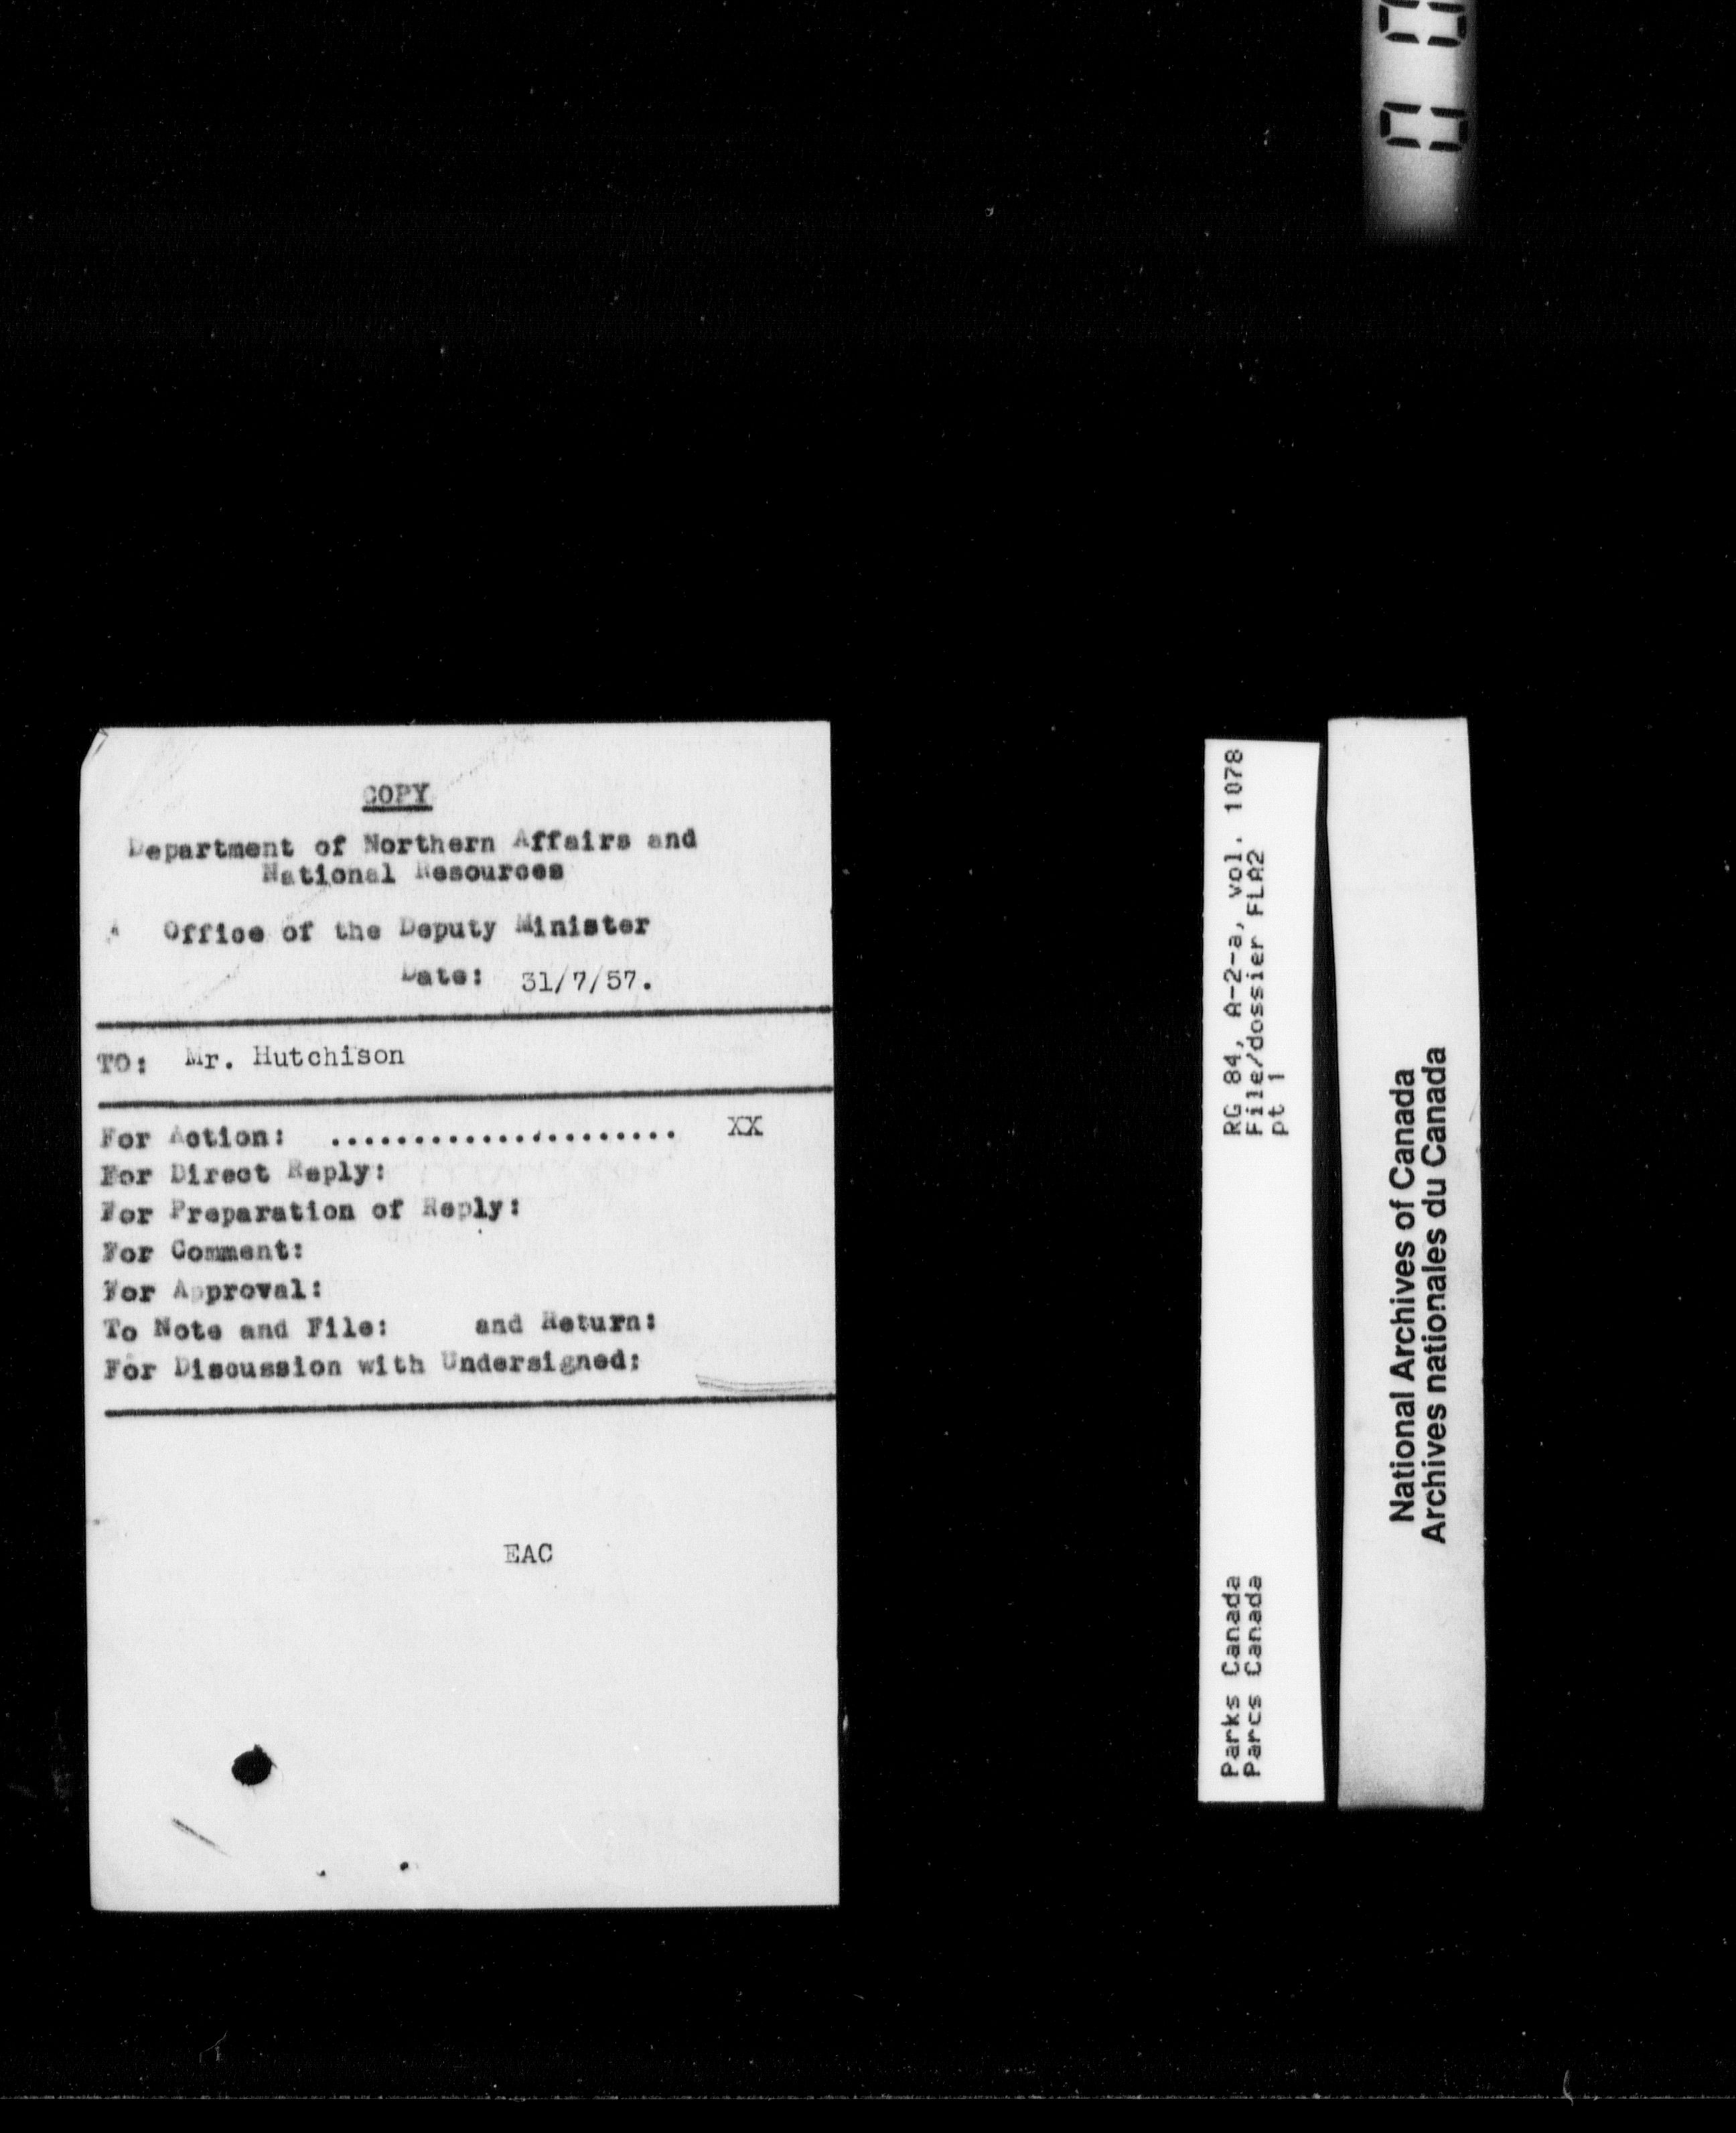 COPY
Department of Northern Affairs and
National Resources
Office of the Deputy Minister
Date: 31/7/57.
TO: Mr. Hutchison
For Action: ..................... XX
For Direct Reply:
For Preparation of Reply:
For Comment:
For Approval:
To Note and File: and Return:
For Discussion with Undersigned:
EAC
RG 84, A-2-a, vol. 1078
File/dossier FLA2
pt 1
Parks Canada
Parcs Canada
National Archives of Canada
Archives nationales du Canada